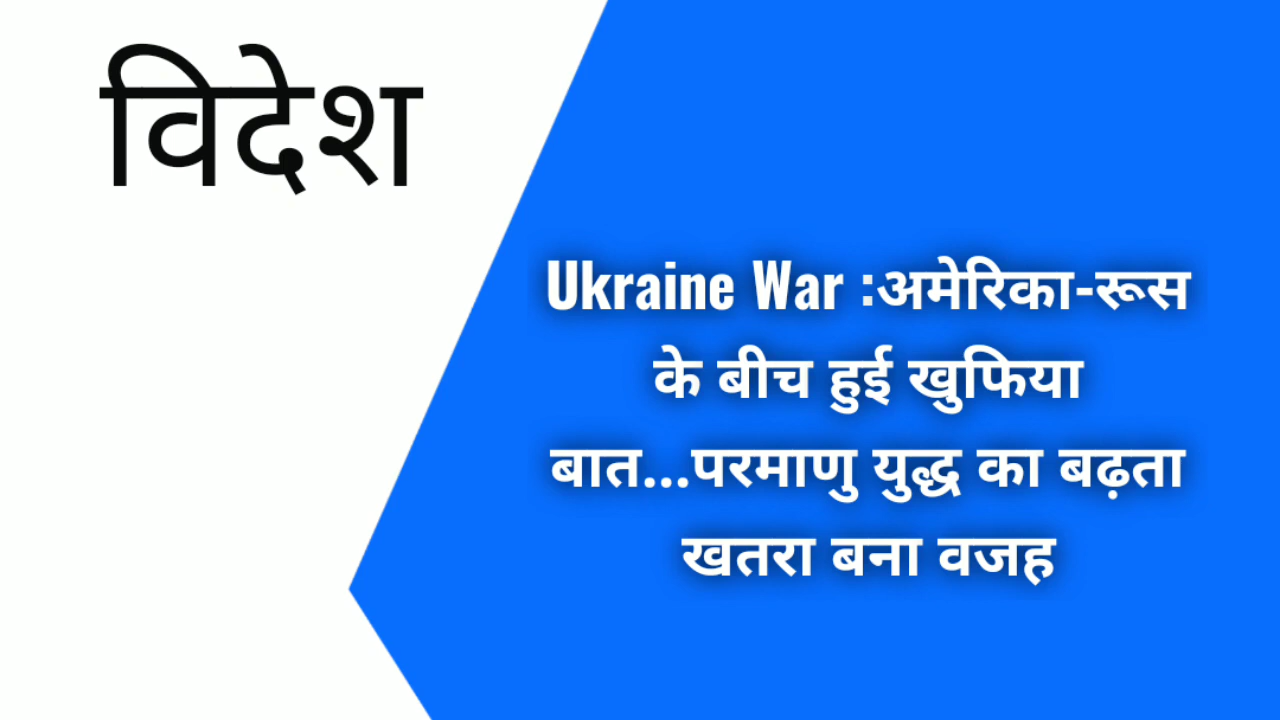 विदेश
Ukraine War :अमेरिका-रूस
के बीच हुई खुफिया
बात...परमाणु युद्ध का बढ़ता
खतरा बना वजह